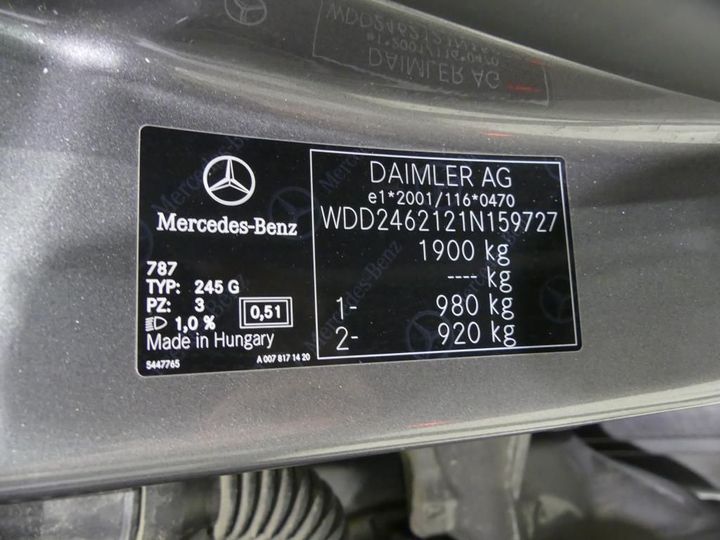 Mercedes-Benz
787
TYP: 245 G
PZ: 3
1,0 %
0,51
Made in Hungary
S447765
A 007 817 14 20
DAIMLER AG
e1*2001/116*0470
WDD2462121N159727
1900 kg
---- kg
1- 980 kg
2- 920 kg